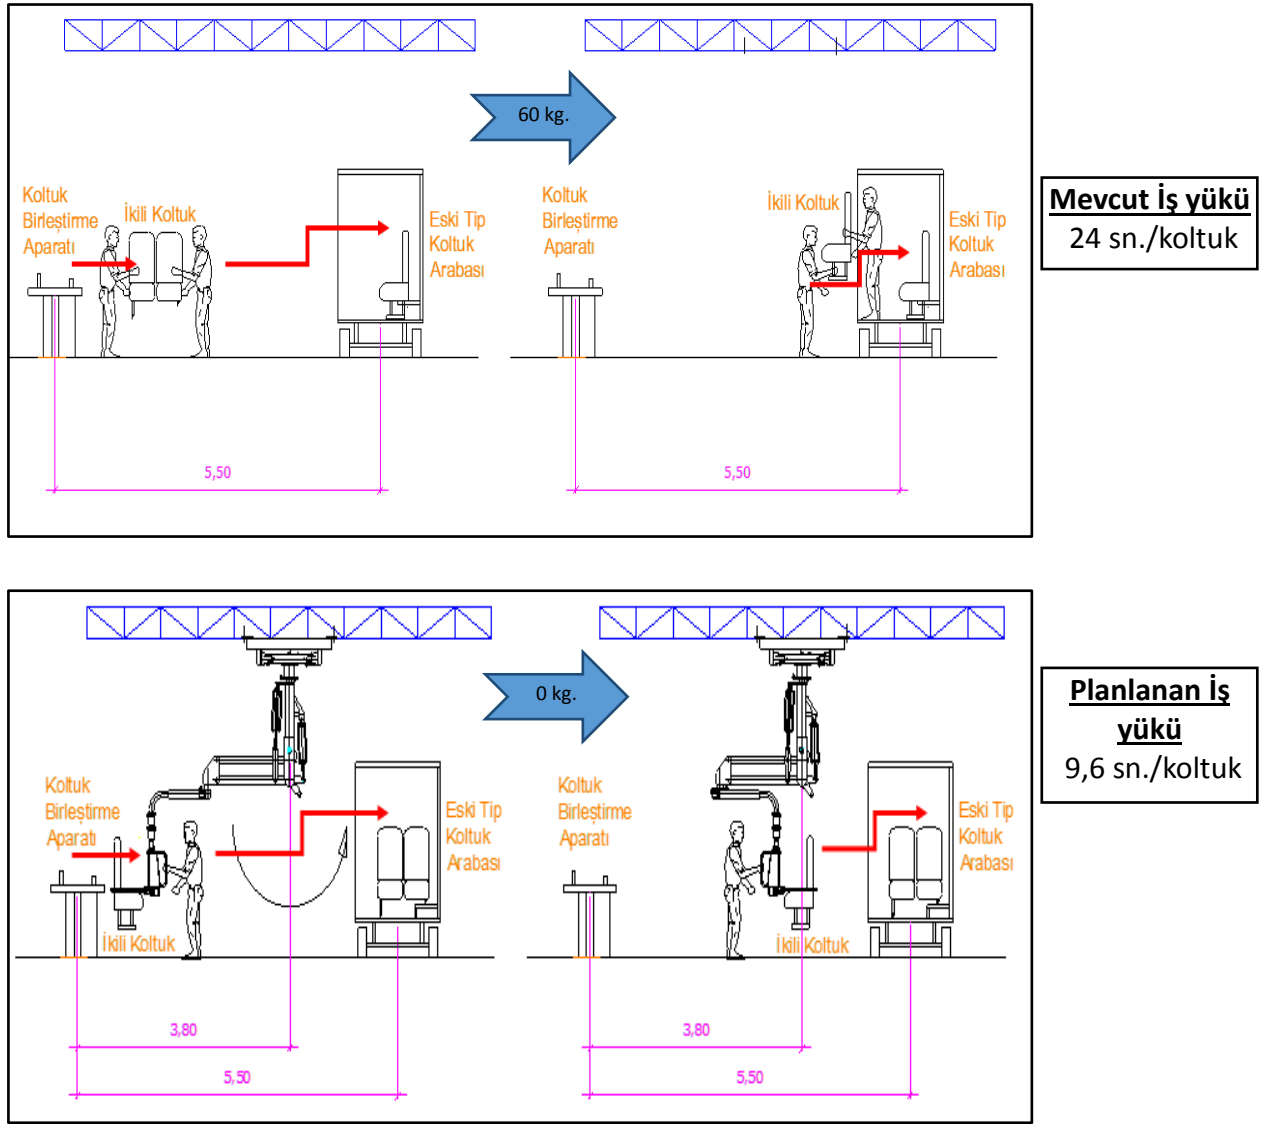 60 kg.
Koltuk
Birleştirme
Aparatı
İkili Koltuk
Eski Tip
Koltuk
Arabası
5,50
Koltuk
Birleştirme
Aparatı
İkili Koltuk
Eski Tip
Koltuk
Arabası
5,50
Mevcut İş yükü
24 sn./koltuk
0 kg.
Koltuk
Birleştirme
Aparatı
İkili Koltuk
Eski Tip
Koltuk
Arabası
3,80
5,50
Koltuk
Birleştirme
Aparatı
İkili Koltuk
Eski Tip
Koltuk
Arabası
3,80
5,50
Planlanan İş
yükü
9,6 sn./koltuk